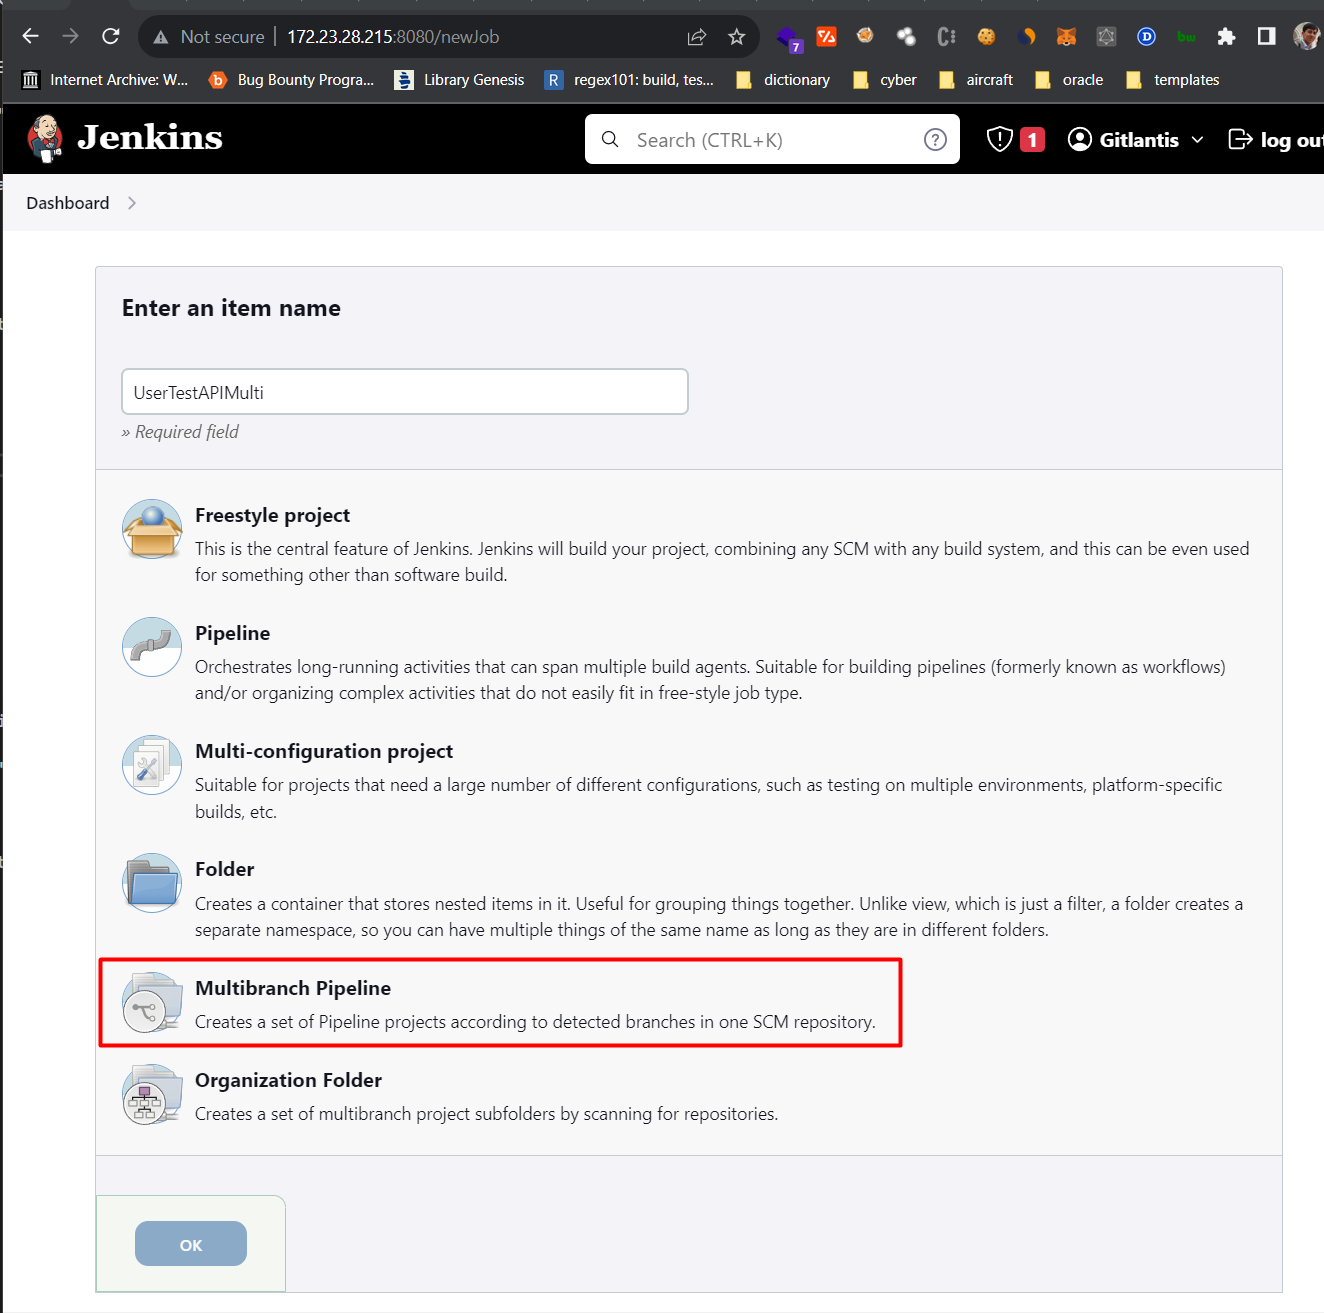 Not secure | 172.23.28.215:8080/newJob
7
Internet Archive: W...
Bug Bounty Progra...
Library Genesis
R regex101: build, tes...
dictionary
cyber
aircraft
oracle
templates
Jenkins
Search (CTRL+K)
1
Gitlantis
log out
Dashboard
Enter an item name
UserTestAPIMulti
» Required field
Freestyle project
This is the central feature of Jenkins. Jenkins will build your project, combining any SCM with any build system, and this can be even used
for something other than software build.
Pipeline
Orchestrates long-running activities that can span multiple build agents. Suitable for building pipelines (formerly known as workflows)
and/or organizing complex activities that do not easily fit in free-style job type.
Multi-configuration project
Suitable for projects that need a large number of different configurations, such as testing on multiple environments, platform-specific
builds, etc.
Folder
Creates a container that stores nested items in it. Useful for grouping things together. Unlike view, which is just a filter, a folder creates a
separate namespace, so you can have multiple things of the same name as long as they are in different folders.
Multibranch Pipeline
Creates a set of Pipeline projects according to detected branches in one SCM repository.
Organization Folder
Creates a set of multibranch project subfolders by scanning for repositories.
OK